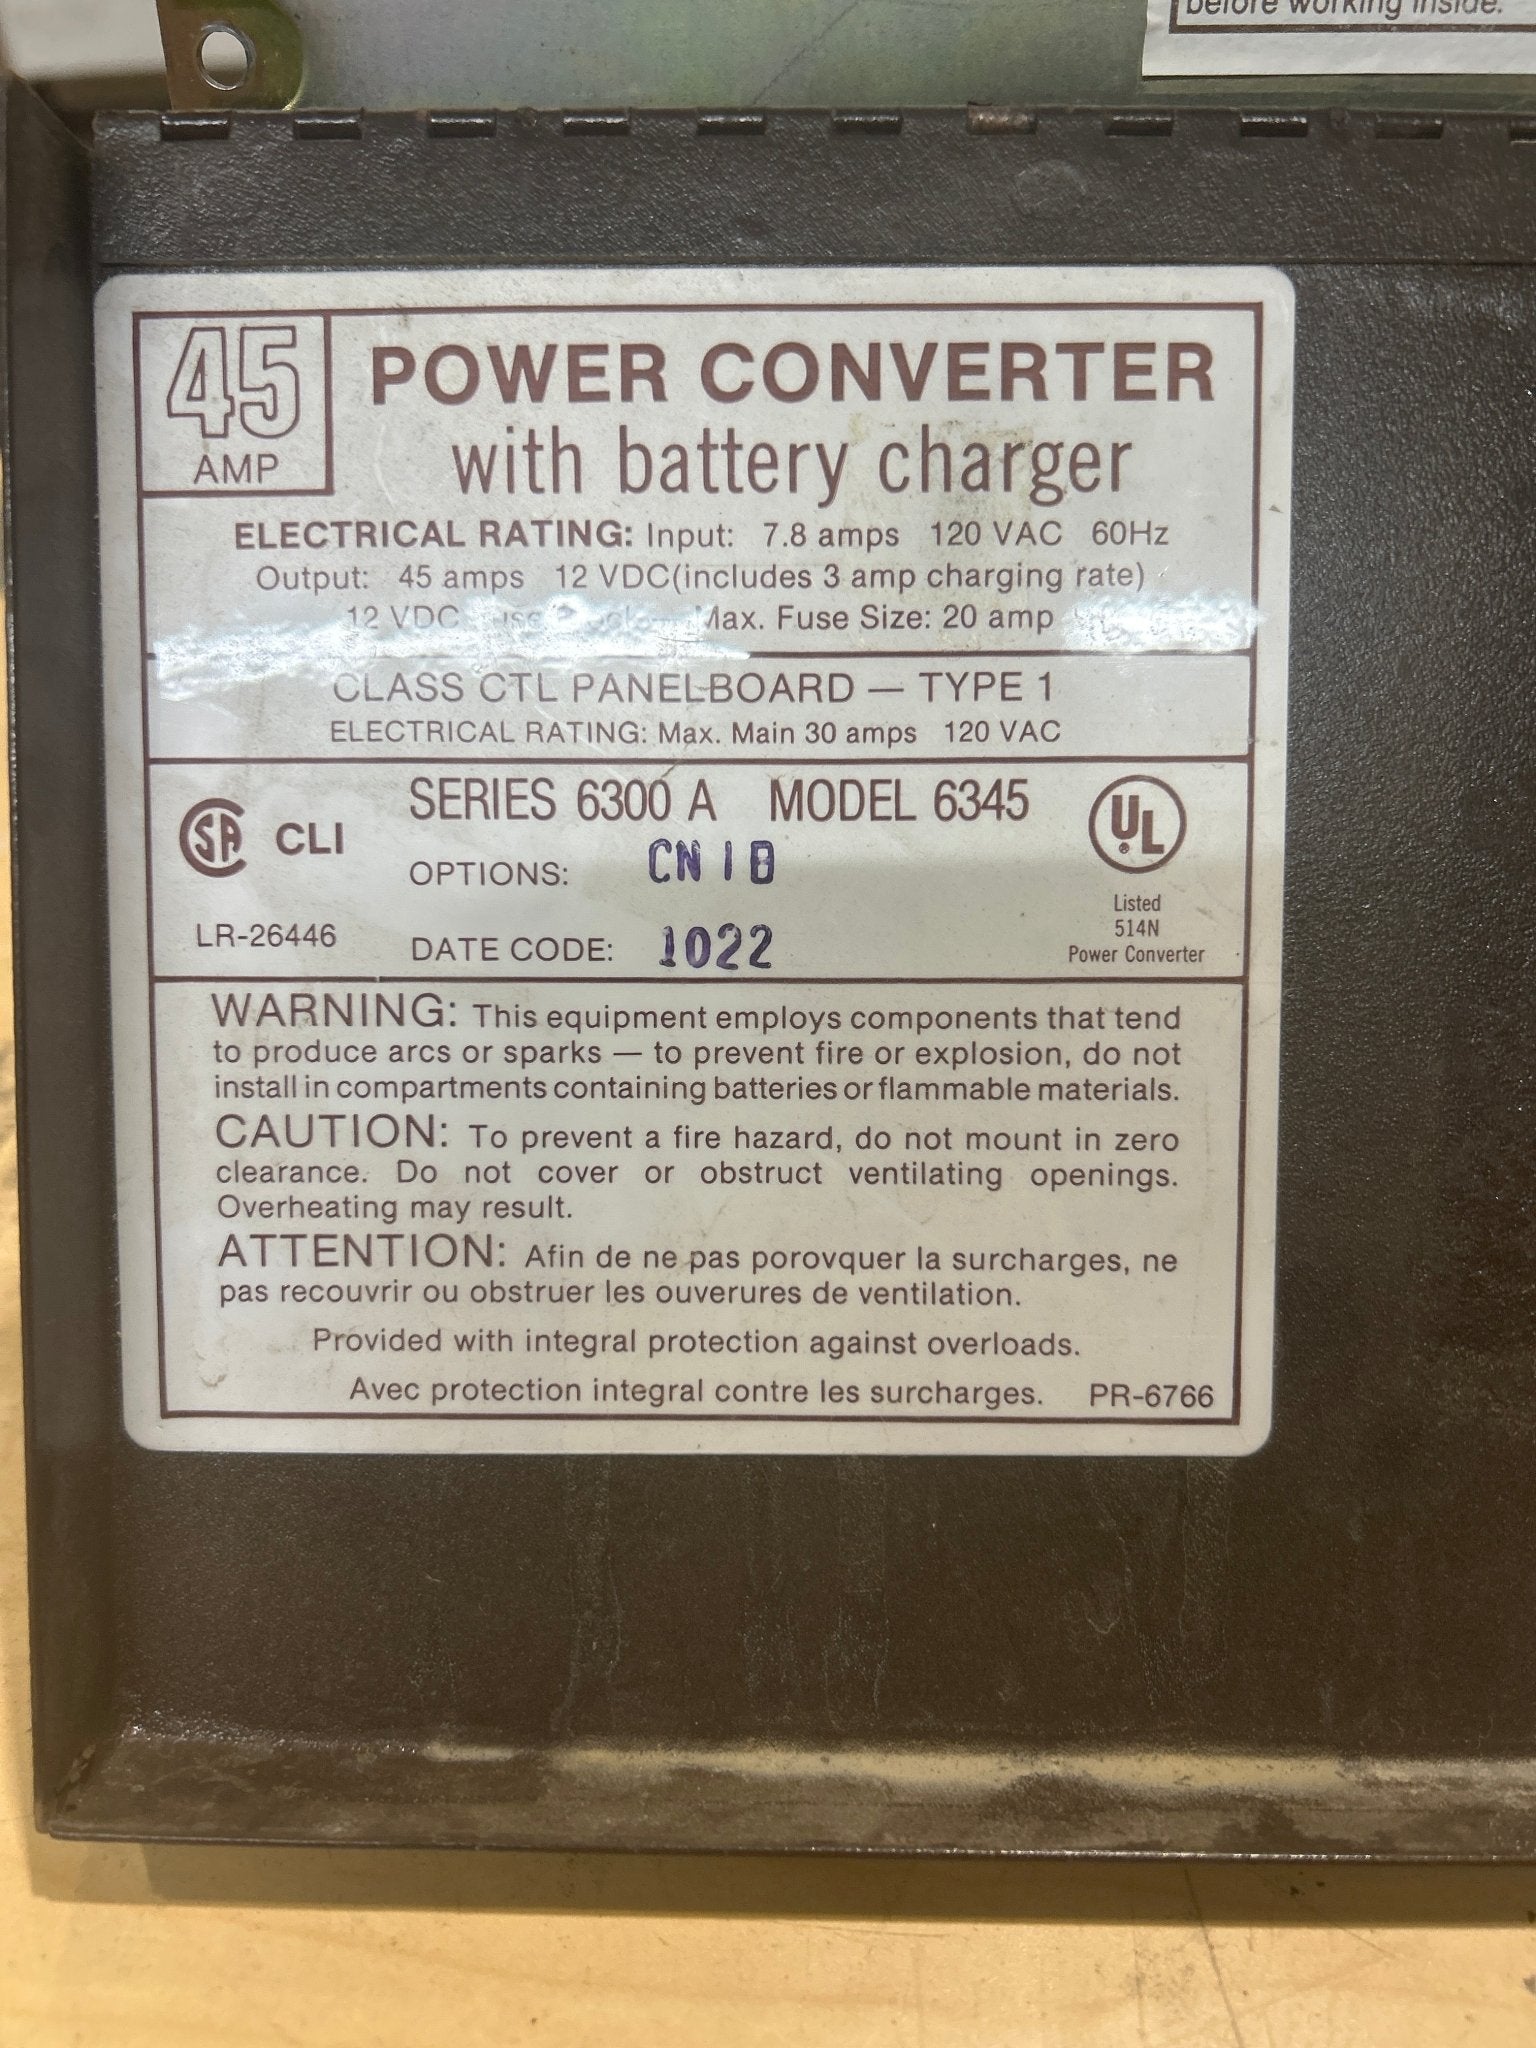 before working inside.
45
AMP
POWER CONVERTER
with battery charger
ELECTRICAL RATING: Input: 7.8 amps 120 VAC 60Hz
Output: 45 amps 12 VDC(includes 3 amp charging rate)
12 VDC Max. Fuse Size: 20 amp
CLASS CTL PANELBOARD — TYPE 1
ELECTRICAL RATING: Max. Main 30 amps 120 VAC
SA CLI
LR-26446
SERIES 6300 A MODEL 6345
OPTIONS: CN1B
DATE CODE: 1022
UL
®
Listed
514N
Power Converter
WARNING: This equipment employs components that tend
to produce arcs or sparks — to prevent fire or explosion, do not
install in compartments containing batteries or flammable materials.
CAUTION: To prevent a fire hazard, do not mount in zero
clearance. Do not cover or obstruct ventilating openings.
Overheating may result.
ATTENTION: Afin de ne pas porovquer la surcharges, ne
pas recouvrir ou obstruer les ouverures de ventilation.
Provided with integral protection against overloads.
Avec protection integral contre les surcharges. PR-6766